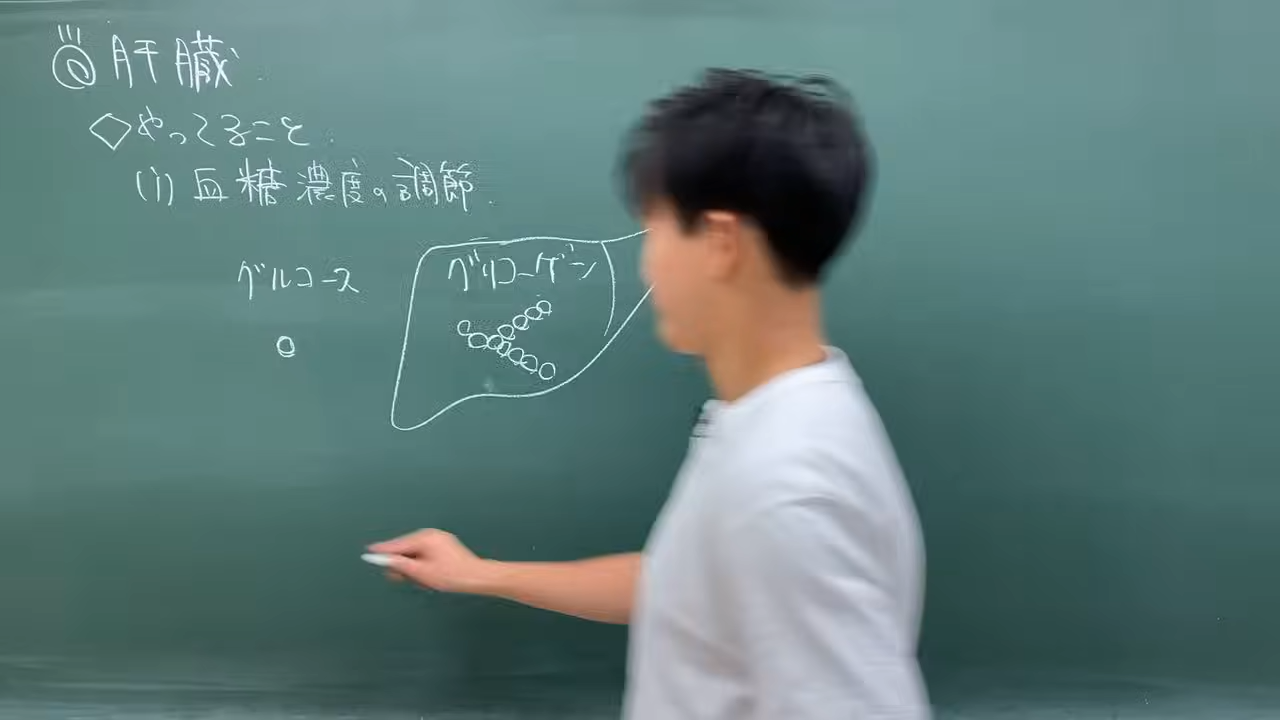 ◎肝臓
◇やってること
(1)血糖濃度の調節
グルコース
グリコーゲン